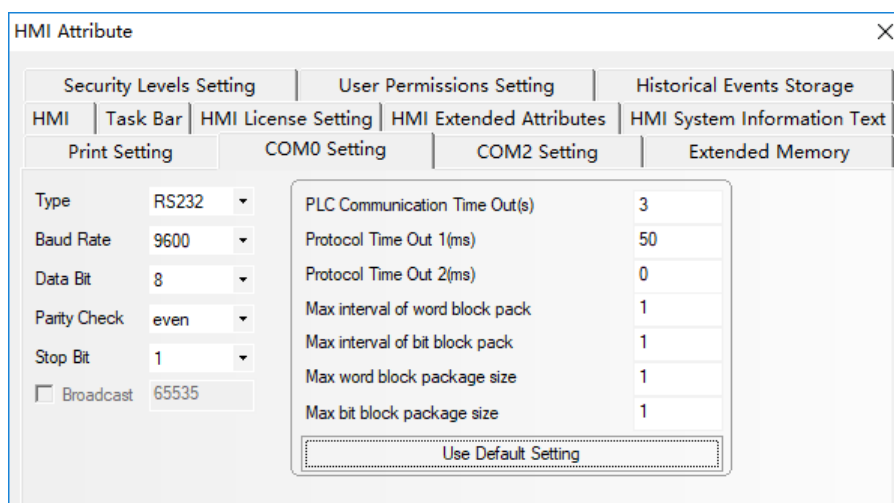 HMI Attribute
Security Levels Setting User Permissions Setting Historical Events Storage
HMI Task Bar HMI License Setting HMI Extended Attributes HMI System Information Text
Print Setting COM0 Setting COM2 Setting Extended Memory
Type RS232
Baud Rate 9600
Data Bit 8
Parity Check even
Stop Bit 1
Broadcast 65535
PLC Communication Time Out(s) 3
Protocol Time Out 1(ms) 50
Protocol Time Out 2(ms) 0
Max interval of word block pack 1
Max interval of bit block pack 1
Max word block package size 1
Max bit block package size 1
Use Default Setting